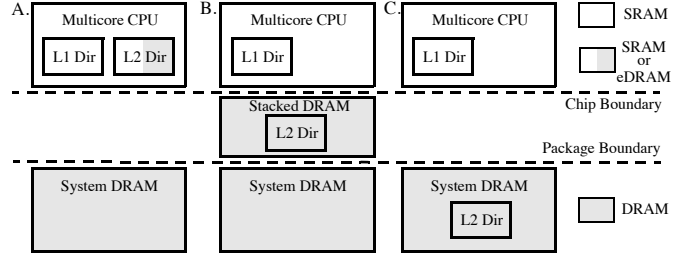 A.
Multicore CPU
L1 Dir
L2 Dir
B.
Multicore CPU
L1 Dir
C.
Multicore CPU
L1 Dir
SRAM
SRAM
or
eDRAM
Chip Boundary
Stacked DRAM
L2 Dir
Package Boundary
System DRAM
System DRAM
System DRAM
L2 Dir
DRAM